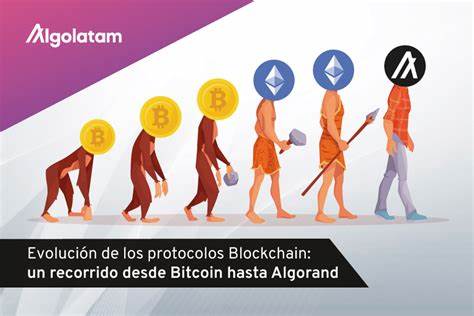 Algolatam
Evolución de los protocolos Blockchain:
un recorrido desde Bitcoin hasta Algorand